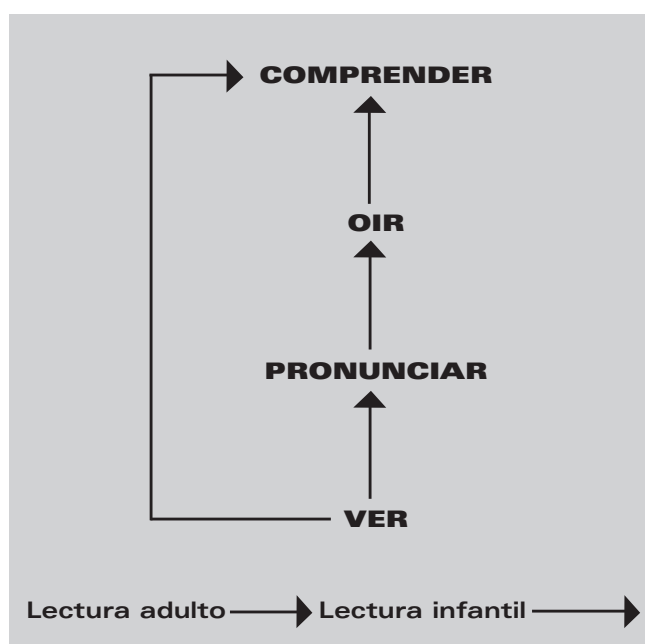 COMPRENDER
OIR
PRONUNCIAR
VER
Lectura adulto Lectura infantil